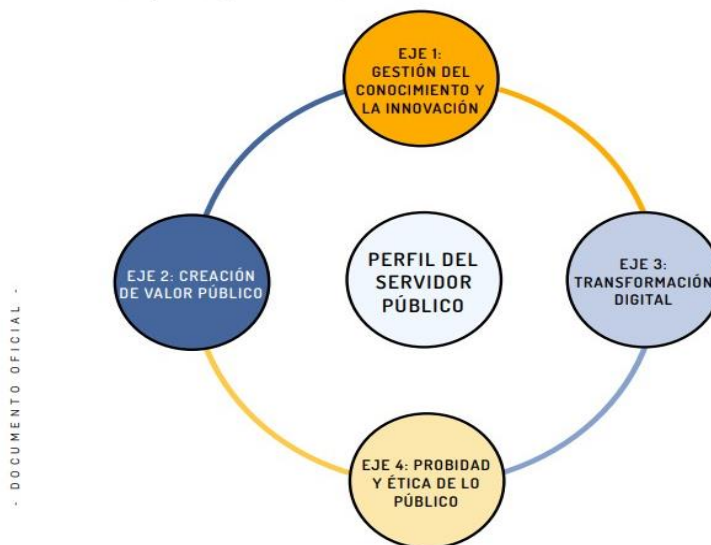 EJE 1:
GESTIÓN DEL
CONOCIMIENTO Y
LA INNOVACIÓN
EJE 2: CREACIÓN
DE VALOR PÚBLICO
PERFIL DEL
SERVIDOR
PÚBLICO
EJE 3:
TRANSFORMACIÓN
DIGITAL
EJE 4: PROBIDAD
Y ÉTICA DE LO
PÚBLICO
- DOCUMENTO OFICIAL -